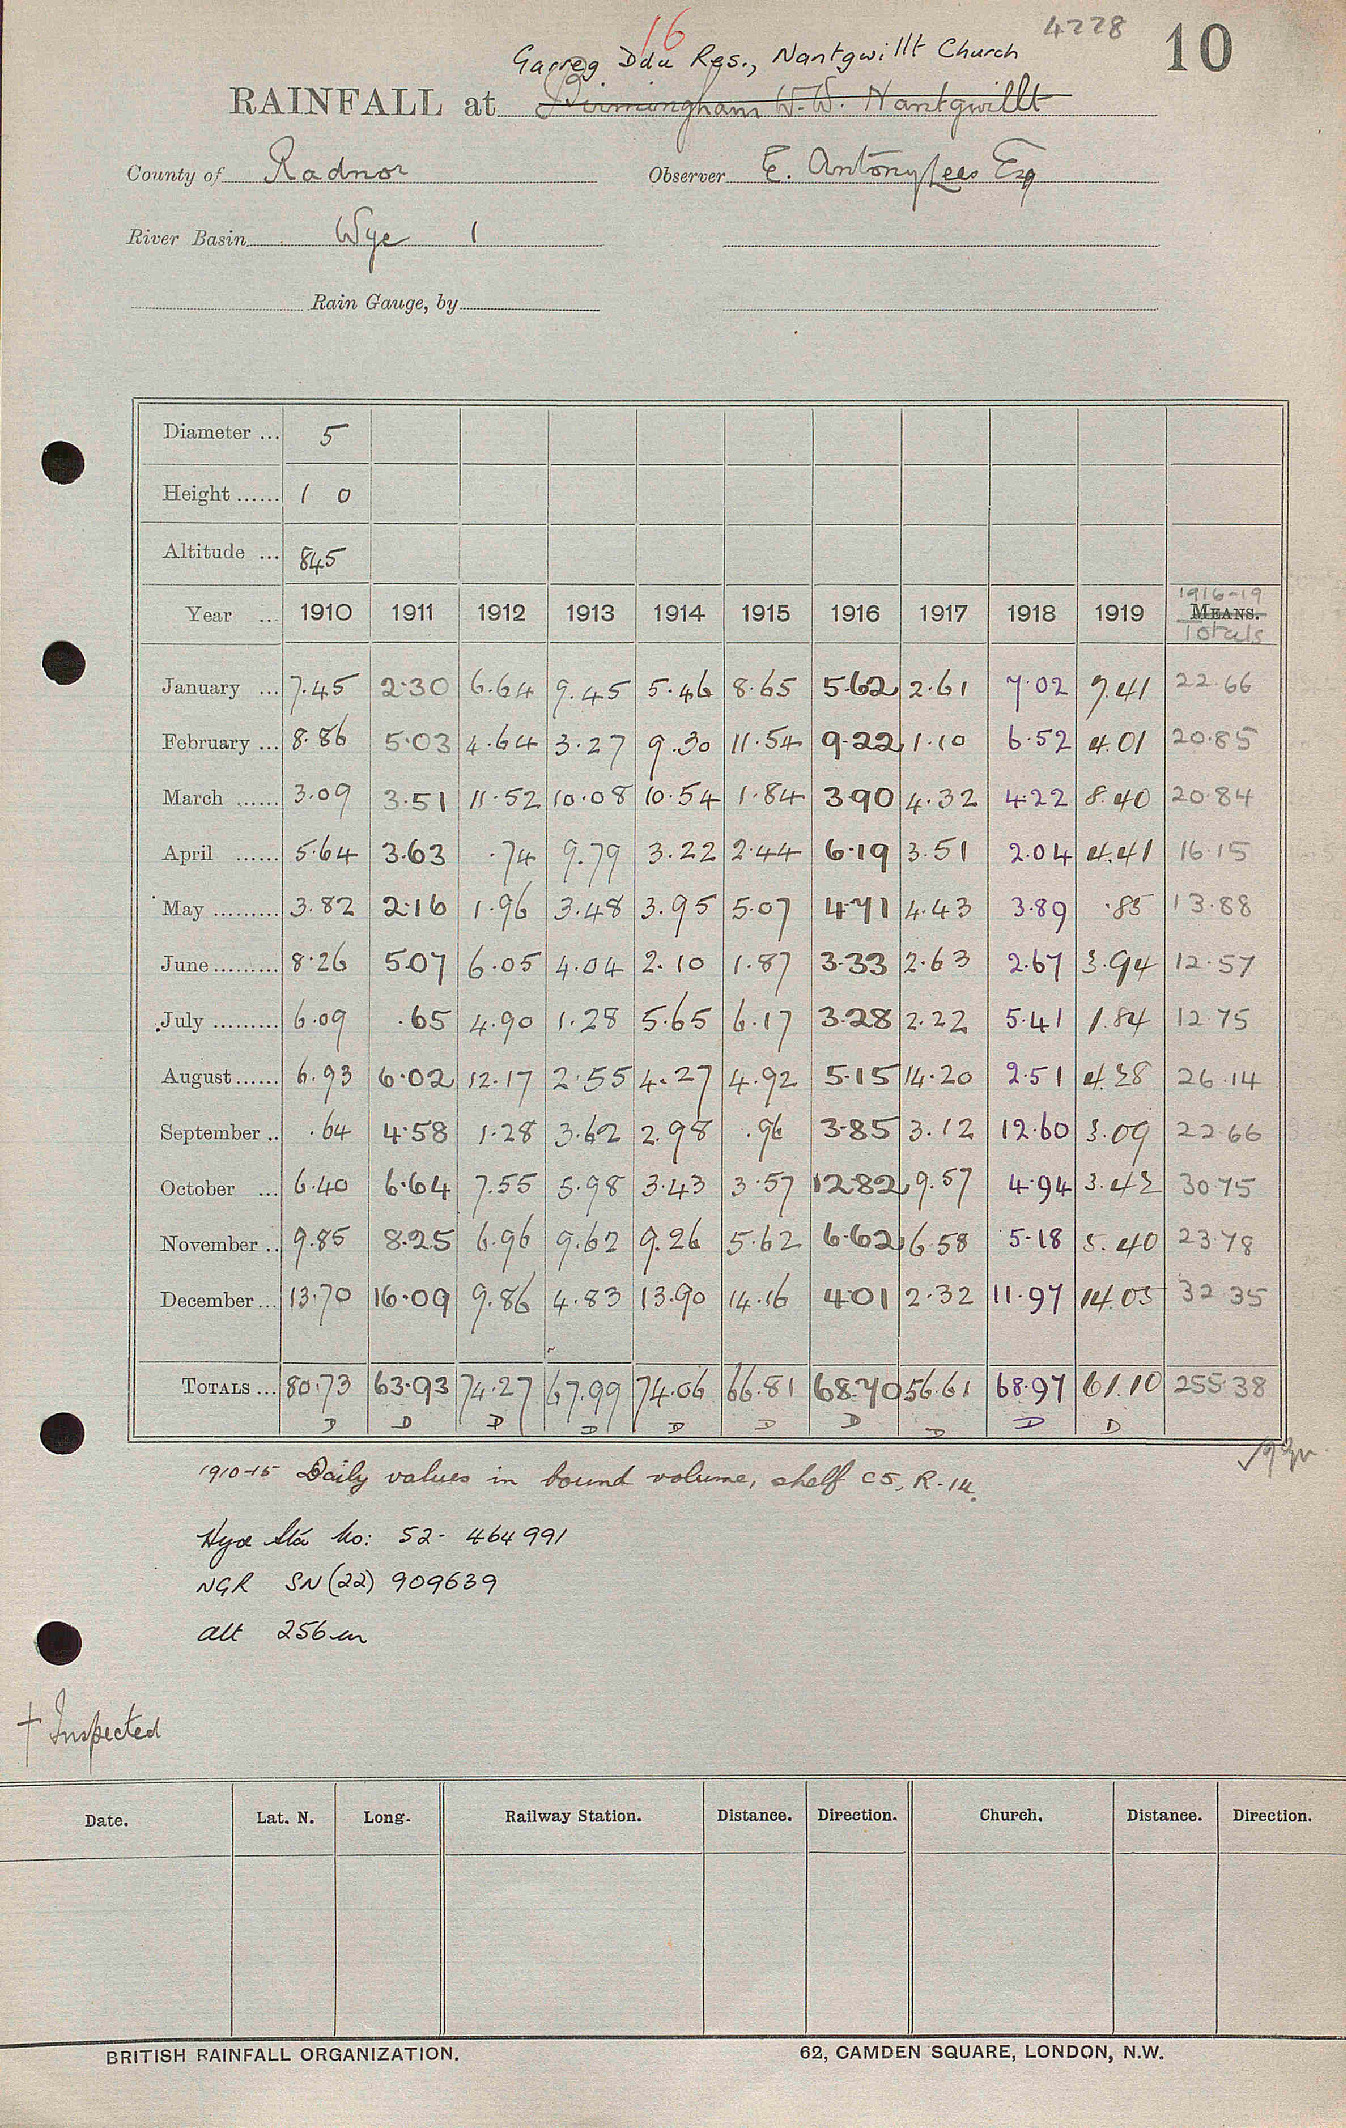 16
4228
10
Garreg Ddu Res., Nantgwillt Church
RAINFALL at Birmingham W.W. Nantgwillt
County of Radnor Observer E. Antony Lees Esq
River Basin Wye 1
Rain Gauge, by
Diameter ... 5
Height ...... 1 0
Altitude ... 845
1916-19
Year ... 1910 1911 1912 1913 1914 1915 1916 1917 1918 1919 MEANS.
Totals
January ... 7.45 2.30 6.64 9.45 5.46 8.65 5.62 2.61 7.02 7.41 22.66
February ... 8.86 5.03 4.64 3.27 9.30 11.54 9.22 1.10 6.52 4.01 20.85
March ...... 3.09 3.51 11.52 10.08 10.54 1.84 3.90 4.32 4.22 8.40 20.84
April ...... 5.64 3.63 .74 9.79 3.22 2.44 6.19 3.51 2.04 4.41 16.15
May ......... 3.82 2.16 1.96 3.48 3.95 5.07 4.71 4.43 3.89 .85 13.88
June ......... 8.26 5.07 6.05 4.04 2.10 1.87 3.33 2.63 2.67 3.94 12.57
July ......... 6.09 .65 4.90 1.28 5.65 6.17 3.28 2.22 5.41 1.84 12.75
August ...... 6.93 6.02 12.17 2.55 4.27 4.92 5.15 14.20 2.51 4.28 26.14
September .. .64 4.58 1.28 3.62 2.98 .96 3.85 3.12 12.60 3.09 22.66
October ... 6.40 6.64 7.55 5.98 3.43 3.57 12.82 9.57 4.94 3.42 30.75
November .. 9.85 8.25 6.96 9.62 9.26 5.62 6.62 6.58 5.18 5.40 23.78
December ... 13.70 16.09 9.86 4.83 13.90 14.16 4.01 2.32 11.97 14.05 32.35
TOTALS ... 80.73 63.93 74.27 67.99 74.06 66.81 68.70 56.61 68.97 61.10 255.38
D D D D D D D D D D
1910-15 Daily values in bound volume, shelf C5, R.14.
Hyd Sta No: 52- 464991
NGR SN (22) 909639
alt 256m
† Inspected
Date. Lat. N. Long. Railway Station. Distance. Direction. Church. Distance. Direction.
BRITISH RAINFALL ORGANIZATION. 62, CAMDEN SQUARE, LONDON, N.W.